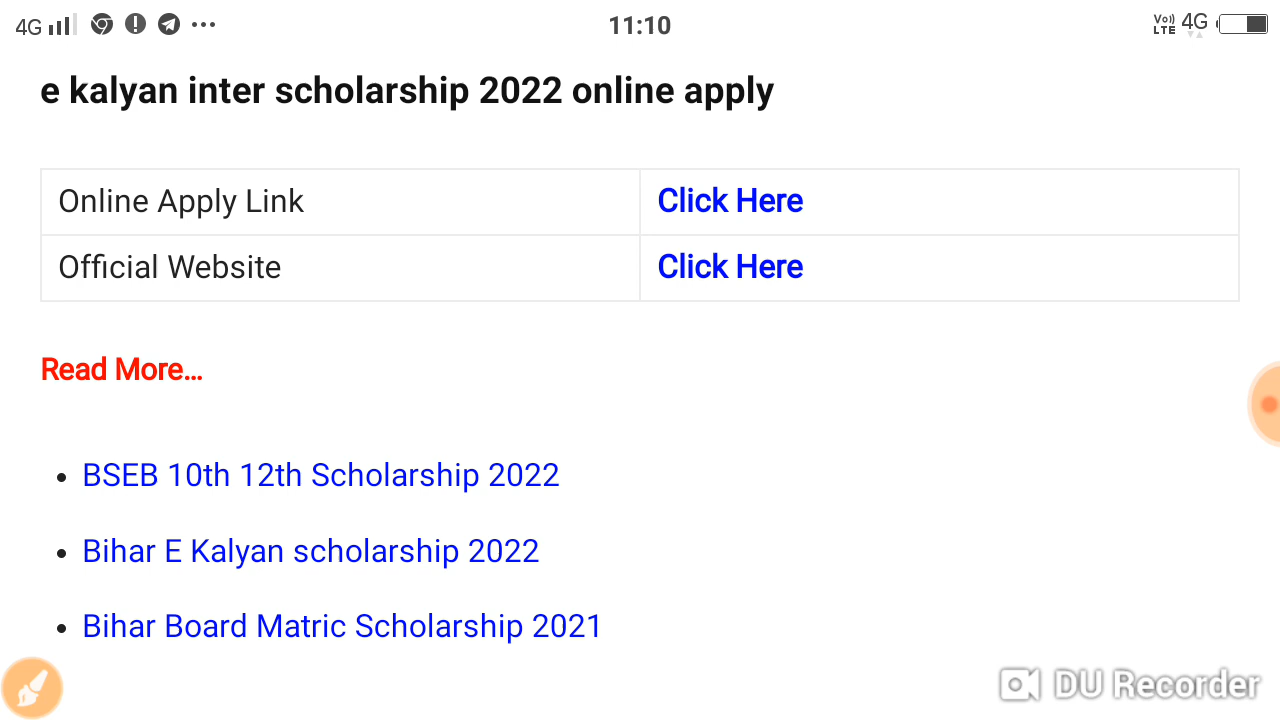 4G 11:10 Vo)) LTE 4G
e kalyan inter scholarship 2022 online apply
Online Apply Link Click Here
Official Website Click Here
Read More...
• BSEB 10th 12th Scholarship 2022
• Bihar E Kalyan scholarship 2022
• Bihar Board Matric Scholarship 2021
DU Recorder